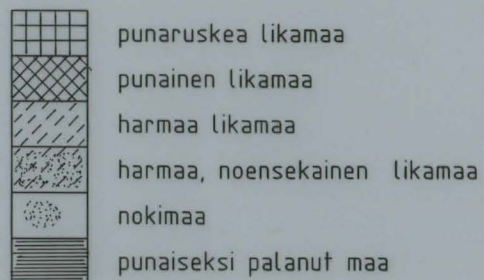 punaruskea likamaa
punainen likamaa
harmaa likamaa
harmaa, noensekainen likamaa
nokimaa
punaiseksi palanut maa